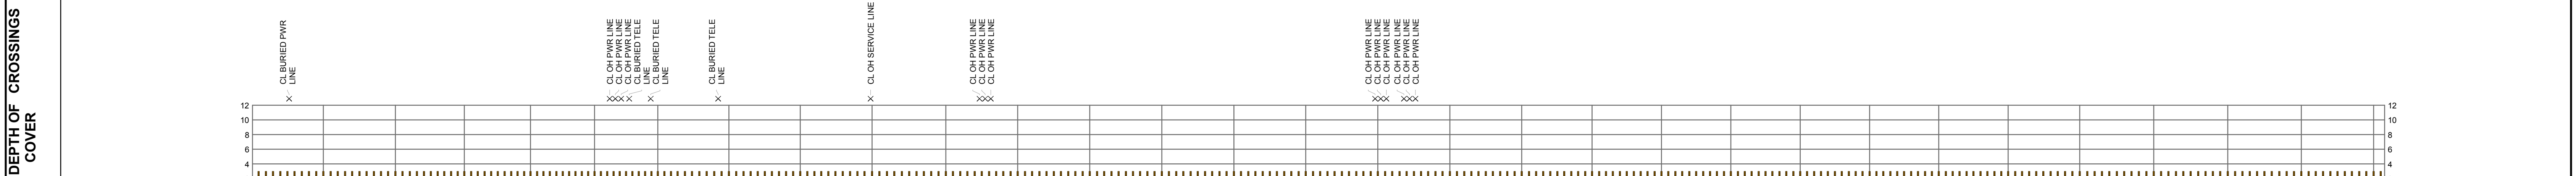 DEPTH OF
COVER
CROSSINGS
CL BURIED PWR
LINE
CL OH PWR LINE
CL OH PWR LINE
CL OH PWR LINE
CL BURIED TELE
LINE
CL BURIED TELE
LINE
CL BURIED TELE
LINE
CL OH SERVICE LINE
CL OH PWR LINE
CL OH PWR LINE
CL OH PWR LINE
CL OH PWR LINE
CL OH PWR LINE
CL OH PWR LINE
CL OH PWR LINE
CL OH PWR LINE
CL OH PWR LINE
12
10
8
6
4
12
10
8
6
4